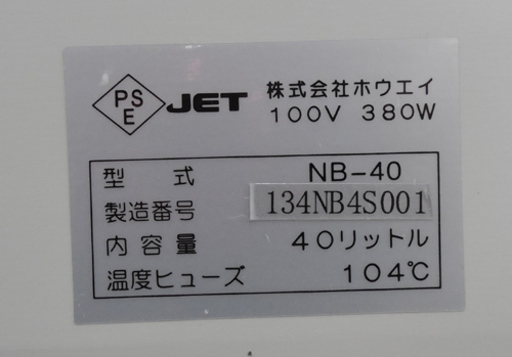 PSE JET 株式会社ホウエイ
100V 380W
型式 NB-40
製造番号 134NB4S001
内容量 40リットル
温度ヒューズ 104℃